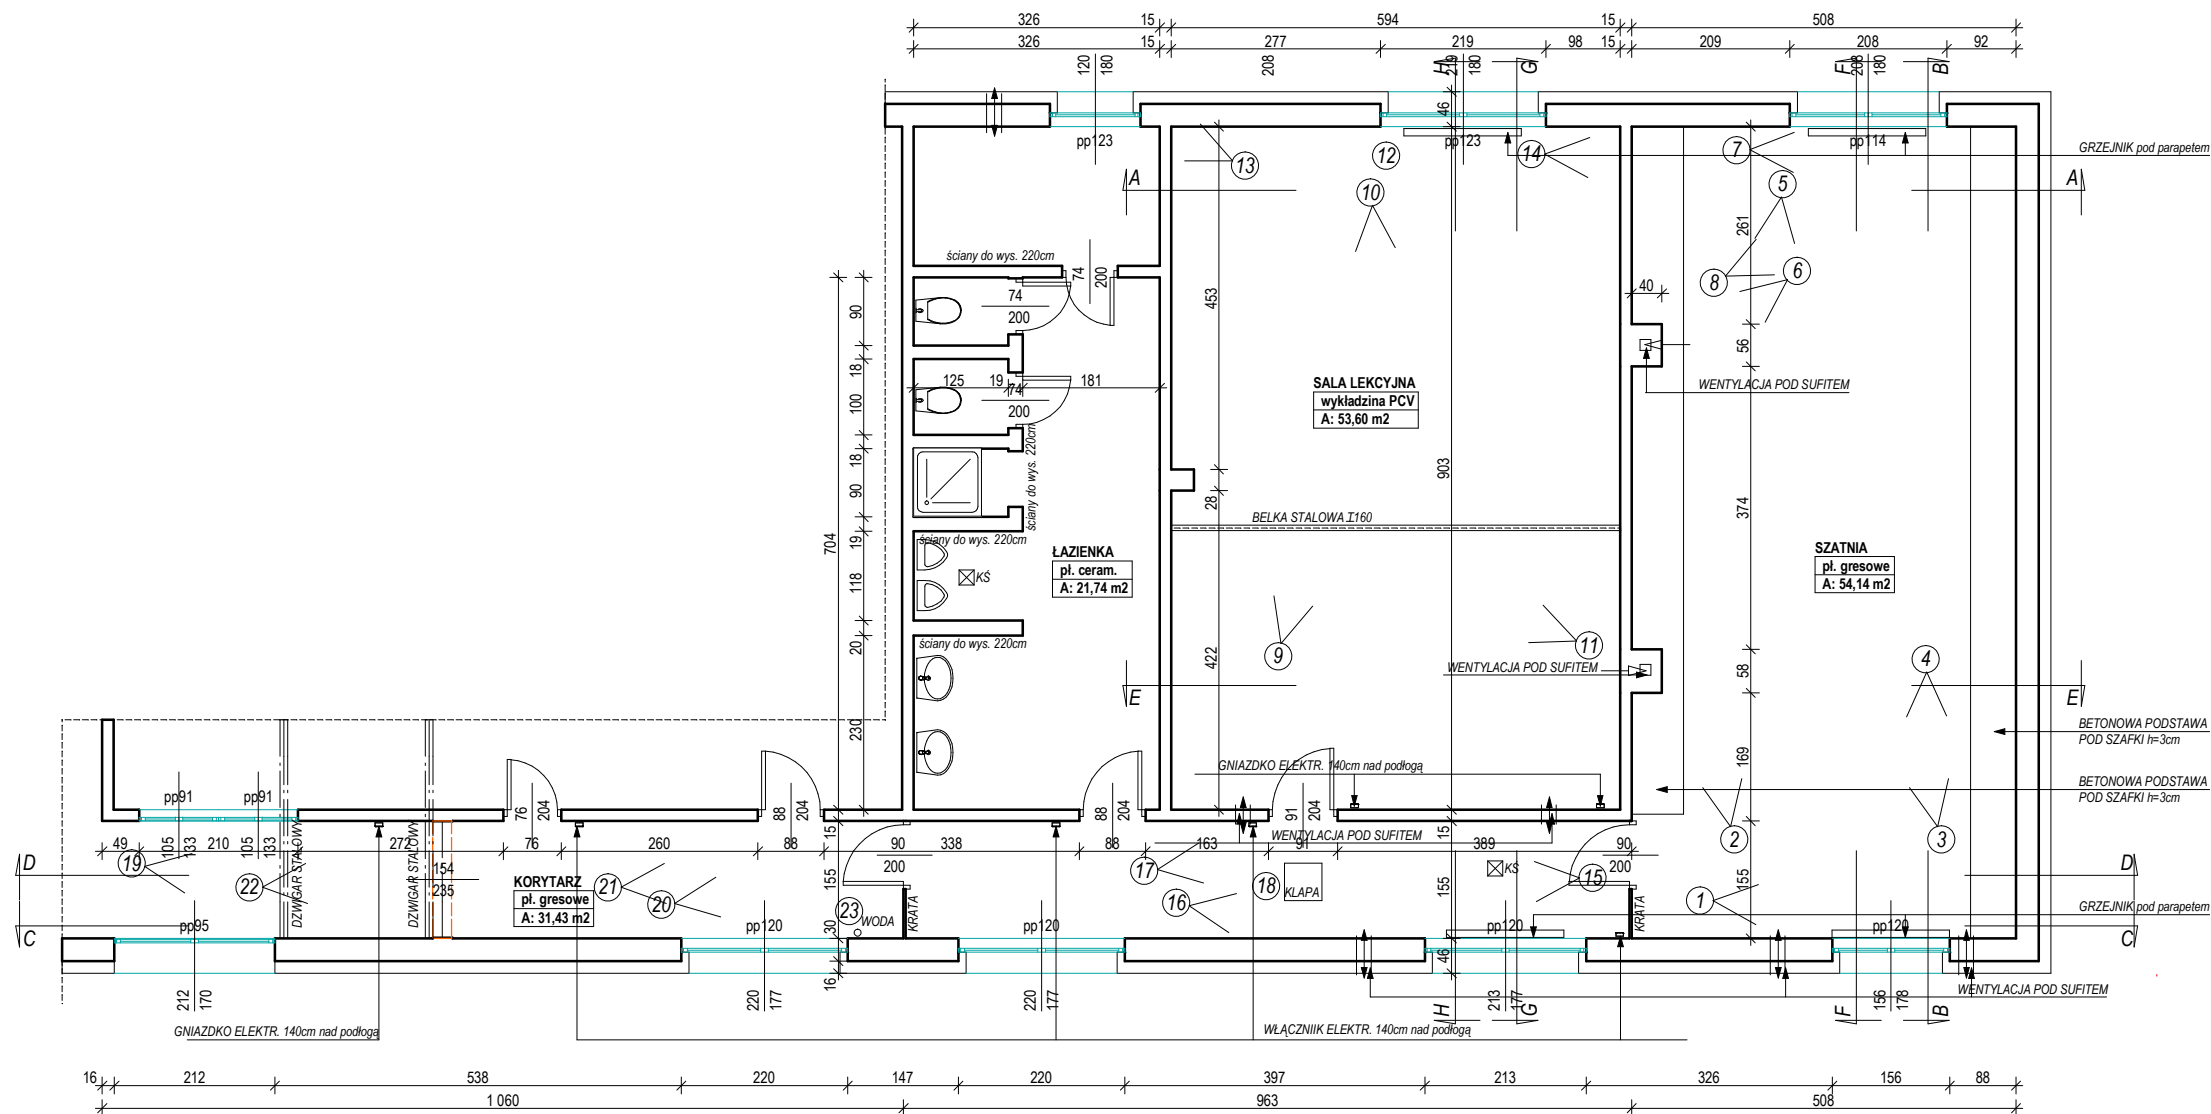 326 15 594 15 508
326 15 277 219 98 15 209 208 92
120 180 208 H 219 180 G F 208 180 B
46
pp123 pp123 pp114
13 12 14 7
GRZEJNIK pod parapetem
A 10 5 A
261
ściany do wys. 220cm
74 200
8 6
40
74 200
90
453
56
18
WENTYLACJA POD SUFITEM
125 19 74 181
200
100
SALA LEKCYJNA
wykładzina PCV
A: 53,60 m2
18
ściany do wys. 220cm
90
28
903
374
BELKA STALOWA I160
704
19
ściany do wys. 220cm
ŁAZIENKA
pł. ceram.
A: 21,74 m2
KŚ
118
SZATNIA
pł. gresowe
A: 54,14 m2
20
ściany do wys. 220cm
9 11
422
WENTYLACJA POD SUFITEM
58
4
E E
230
BETONOWA PODSTAWA
POD SZAFKI h=3cm
169
GNIAZDKO ELEKTR. 140cm nad podłogą
BETONOWA PODSTAWA
POD SZAFKI h=3cm
pp91 pp91
76 204 88 204 88 204 91 204
15 15
WENTYLACJA POD SUFITEM
2 3
49 105 133 210 105 133 272 76 260 88 90 338 88 163 91 389 90
200 200
19
DZWIGAR STALOWY
DZWIGAR STALOWY
D D
22
154
235
KORYTARZ
pł. gresowe
A: 31,43 m2
21 20
155
17 18 KLAPA
KŚ
15
155
155
16
1
23 WODA
KRATA
KRATA
GRZEJNIK pod parapetem
C C
pp95 pp120 pp120 pp120 pp120
30
16
46
212 170 220 177 220 177 H 213 177 G F 156 178 B
WENTYLACJA POD SUFITEM
GNIAZDKO ELEKTR. 140cm nad podłogą
WŁĄCZNIIK ELEKTR. 140cm nad podłogą
16 212 538 220 147 220 397 213 326 156 88
1 060 963 508